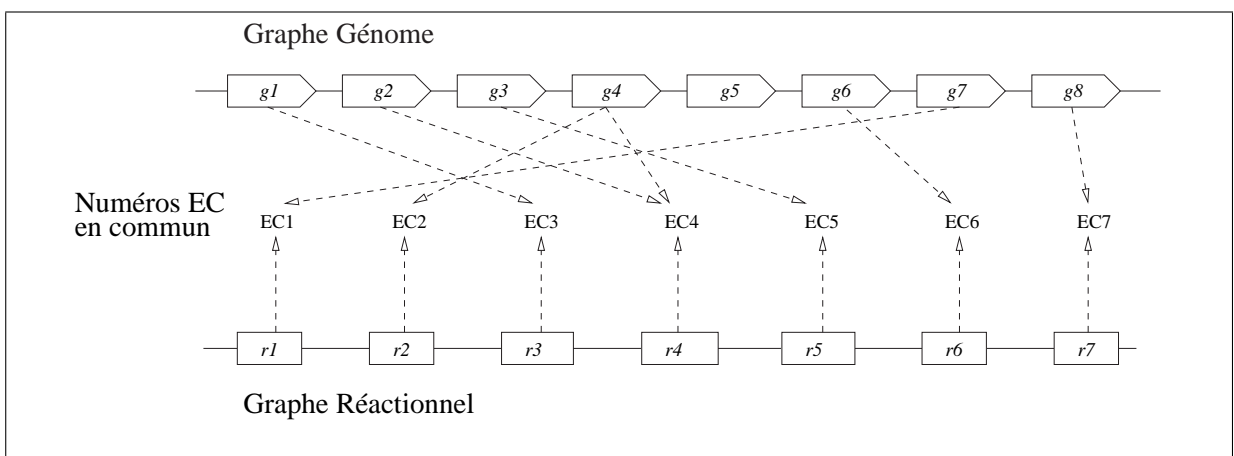 Graphe Génome
g1 g2 g3 g4 g5 g6 g7 g8
Numéros EC
en commun
EC1 EC2 EC3 EC4 EC5 EC6 EC7
r1 r2 r3 r4 r5 r6 r7
Graphe Réactionnel